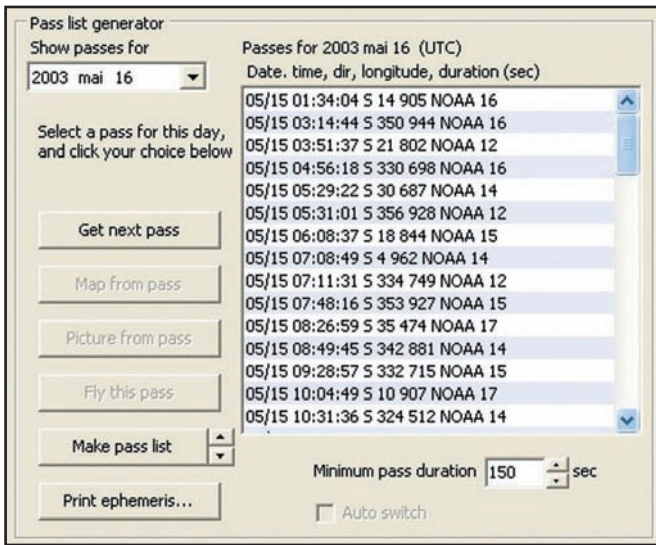 Pass list generator
Show passes for
2003 mai 16
Select a pass for this day,
and click your choice below
Get next pass
Map from pass
Picture from pass
Fly this pass
Make pass list
Print ephemeris...
Passes for 2003 mai 16 (UTC)
Date. time, dir, longitude, duration (sec)
05/15 01:34:04 S 14 905 NOAA 16
05/15 03:14:44 S 350 944 NOAA 16
05/15 03:51:37 S 21 802 NOAA 12
05/15 04:56:18 S 330 698 NOAA 16
05/15 05:29:22 S 30 687 NOAA 14
05/15 05:31:01 S 356 928 NOAA 12
05/15 06:08:37 S 18 844 NOAA 15
05/15 07:08:49 S 4 962 NOAA 14
05/15 07:11:31 S 334 749 NOAA 12
05/15 07:48:16 S 353 927 NOAA 15
05/15 08:26:59 S 35 474 NOAA 17
05/15 08:49:45 S 342 881 NOAA 14
05/15 09:28:57 S 332 715 NOAA 15
05/15 10:04:49 S 10 907 NOAA 17
05/15 10:31:36 S 324 512 NOAA 14
Minimum pass duration 150 sec
Auto switch